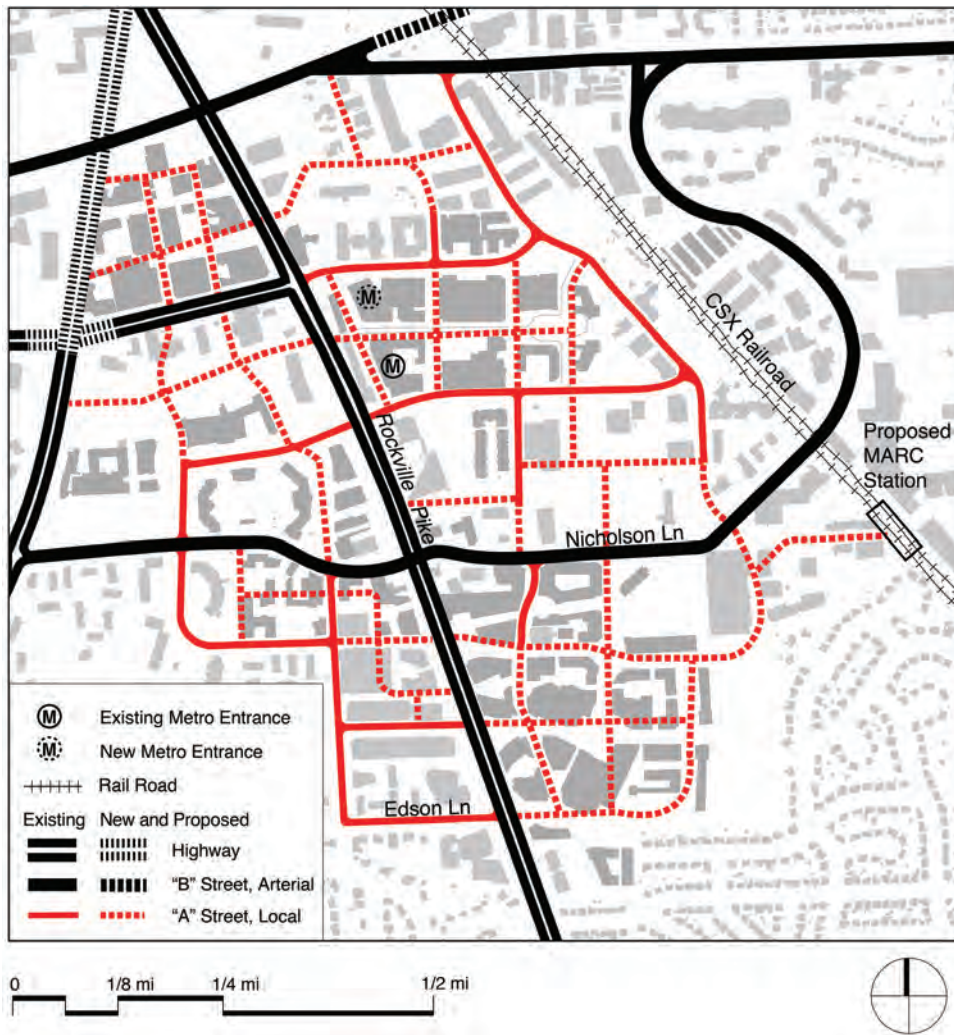 M
M
Rockville Pike
CSX Railroad
Proposed
MARC
Station
Nicholson Ln
Edson Ln
M Existing Metro Entrance
M New Metro Entrance
Rail Road
Existing New and Proposed
Highway
"B" Street, Arterial
"A" Street, Local
0 1/8 mi 1/4 mi 1/2 mi